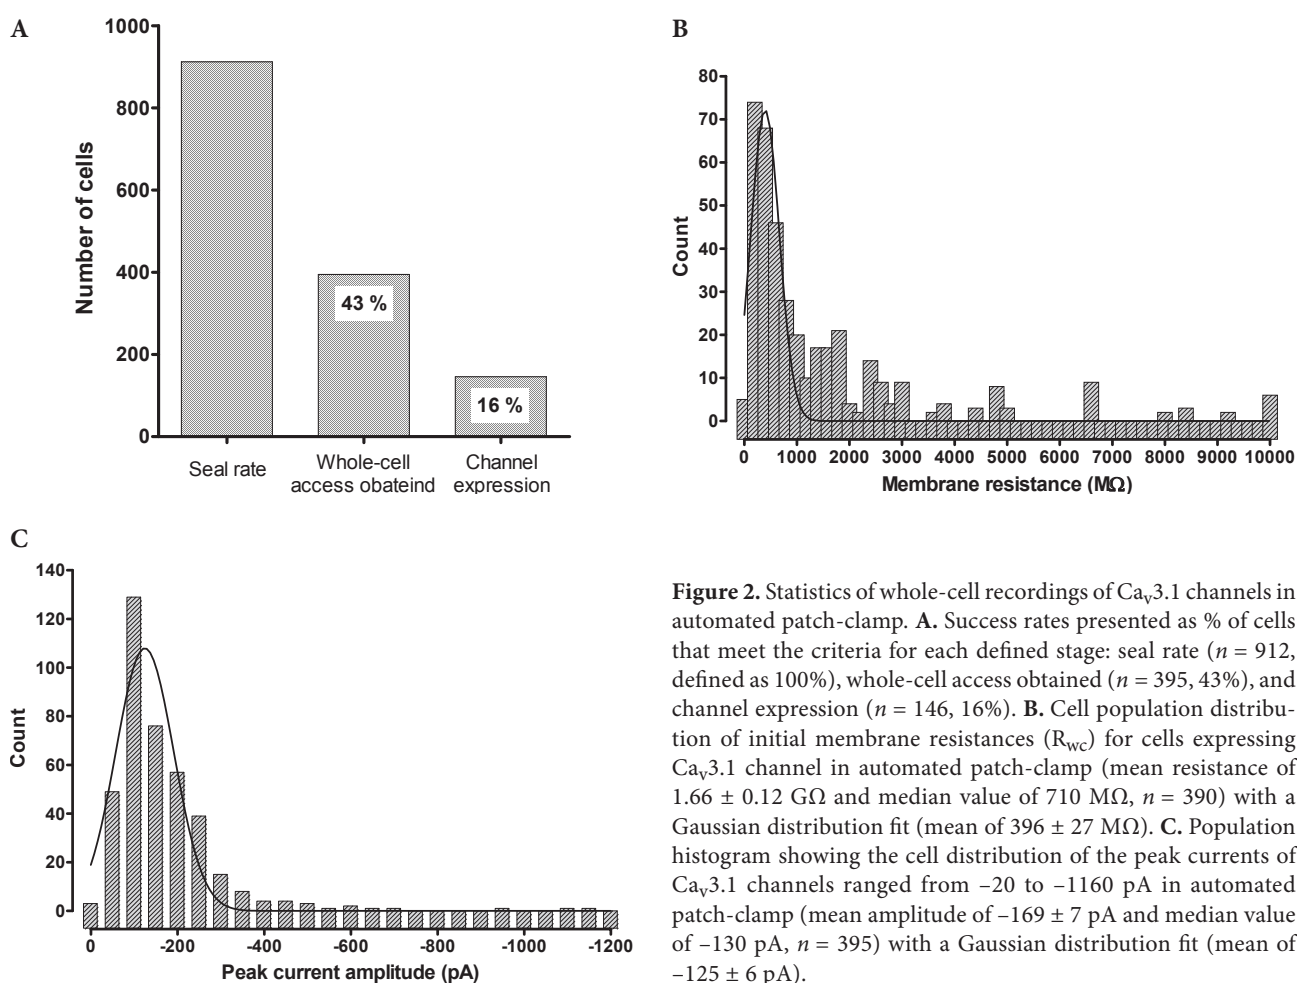 A
1000
800
600
400
200
0
Number of cells
43 %
16 %
Seal rate
Whole-cell
access obateind
Channel
expression
B
80
70
60
50
40
30
20
10
0
Count
0 1000 2000 3000 4000 5000 6000 7000 8000 9000 10000
Membrane resistance (MΩ)
C
140
120
100
80
60
40
20
0
Count
0 -200 -400 -600 -800 -1000 -1200
Peak current amplitude (pA)
Figure 2. Statistics of whole-cell recordings of Cav3.1 channels in
automated patch-clamp. A. Success rates presented as % of cells
that meet the criteria for each defined stage: seal rate (n = 912,
defined as 100%), whole-cell access obtained (n = 395, 43%), and
channel expression (n = 146, 16%). B. Cell population distribu-
tion of initial membrane resistances (Rwc) for cells expressing
Cav3.1 channel in automated patch-clamp (mean resistance of
1.66 ± 0.12 GΩ and median value of 710 MΩ, n = 390) with a
Gaussian distribution fit (mean of 396 ± 27 MΩ). C. Population
histogram showing the cell distribution of the peak currents of
Cav3.1 channels ranged from –20 to –1160 pA in automated
patch-clamp (mean amplitude of –169 ± 7 pA and median value
of –130 pA, n = 395) with a Gaussian distribution fit (mean of
–125 ± 6 pA).